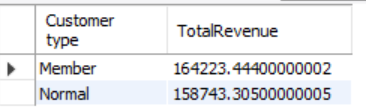 Customer
type
TotalRevenue
Member 164223.44400000002
Normal 158743.30500000005